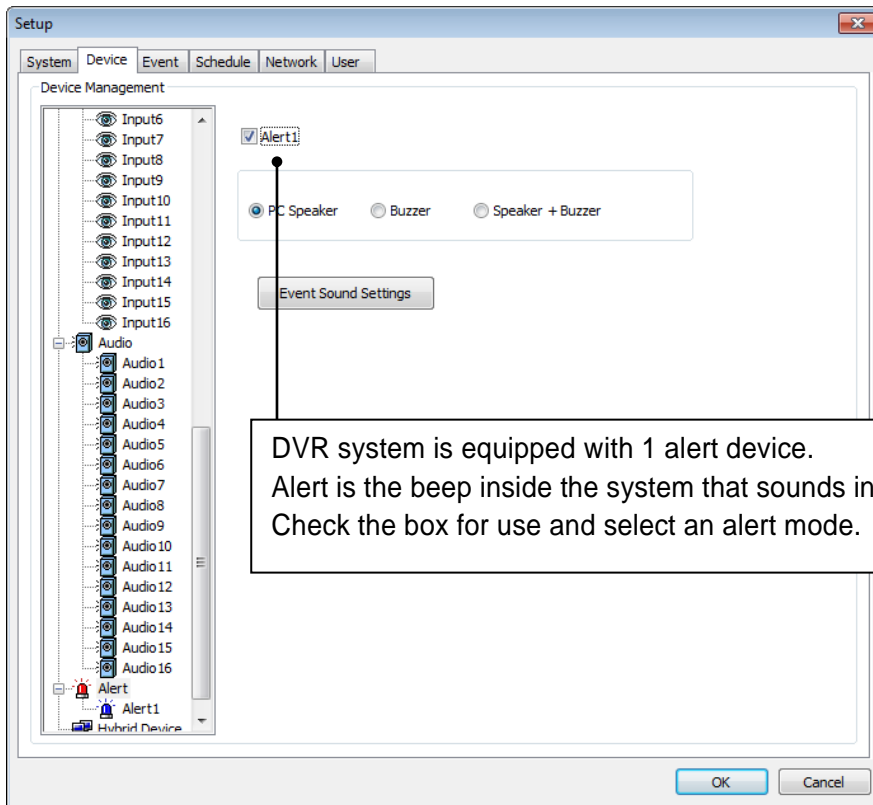 Setup
System Device Event Schedule Network User
Device Management
Input6
Input7
Input8
Input9
Input10
Input11
Input12
Input13
Input14
Input15
Input16
Audio
Audio1
Audio2
Audio3
Audio4
Audio5
Audio6
Audio7
Audio8
Audio9
Audio10
Audio11
Audio12
Audio13
Audio14
Audio15
Audio16
Alert
Alert1
Hybrid Device
Alert1
PC Speaker Buzzer Speaker + Buzzer
Event Sound Settings
DVR system is equipped with 1 alert device.
Alert is the beep inside the system that sounds in
Check the box for use and select an alert mode.
OK Cancel